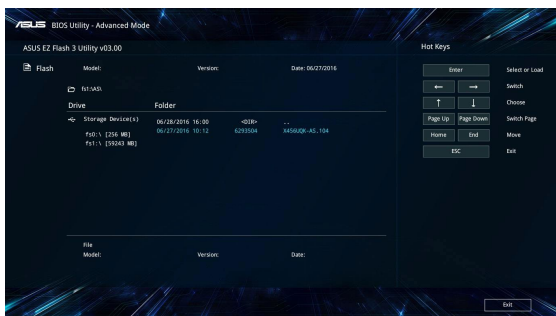 ASUS BIOS Utility - Advanced Mode
ASUS EZ Flash 3 Utility v03.00
Hot Keys
Flash
Model: Version: Date: 06/27/2016
fs1:\AS\
Drive Folder
Storage Device(s)
fs0:\ [256 MB]
fs1:\ [59243 MB]
06/28/2016 16:00 <DIR> ..
06/27/2016 10:12 6293504 X456UQK-AS.104
Enter Select or Load
← → Switch
↑ ↓ Choose
Page Up Page Down Switch Page
Home End Move
ESC Exit
File
Model: Version: Date:
Exit